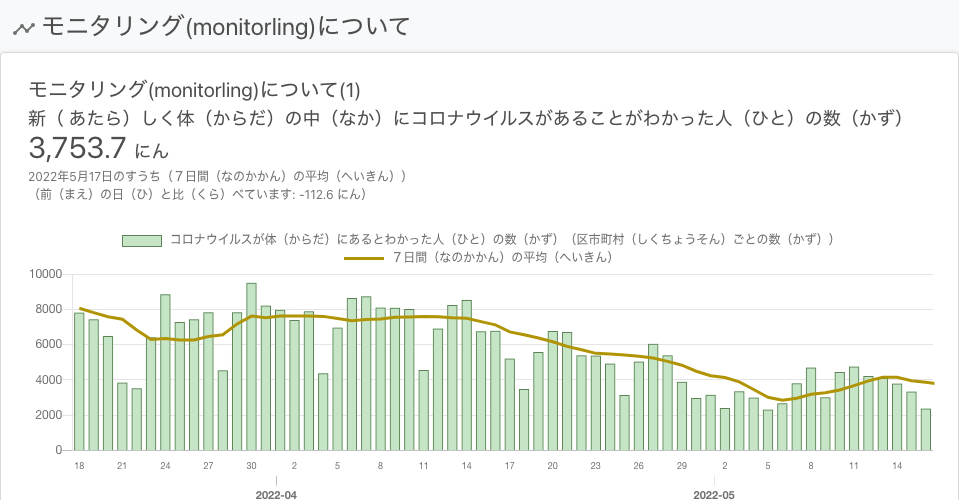 モニタリング(monitorling)について
モニタリング(monitorling)について(1)
新（ あたら）しく体（からだ）の中（なか）にコロナウイルスがあることがわかった人（ひと）の数（かず）
3,753.7 にん
2022年5月17日のすうち（７日間（なのかかん）の平均（へいきん））
（前（まえ）の日（ひ）と比（くら）べています: -112.6 にん）
コロナウイルスが体（からだ）にあるとわかった人（ひと）の数（かず）（区市町村（しくちょうそん）ごとの数（かず））
７日間（なのかかん）の平均（へいきん）
10000
8000
6000
4000
2000
0
18 21 24 27 30 2 5 8 11 14 17 20 23 26 29 2 5 8 11 14
2022-04 2022-05